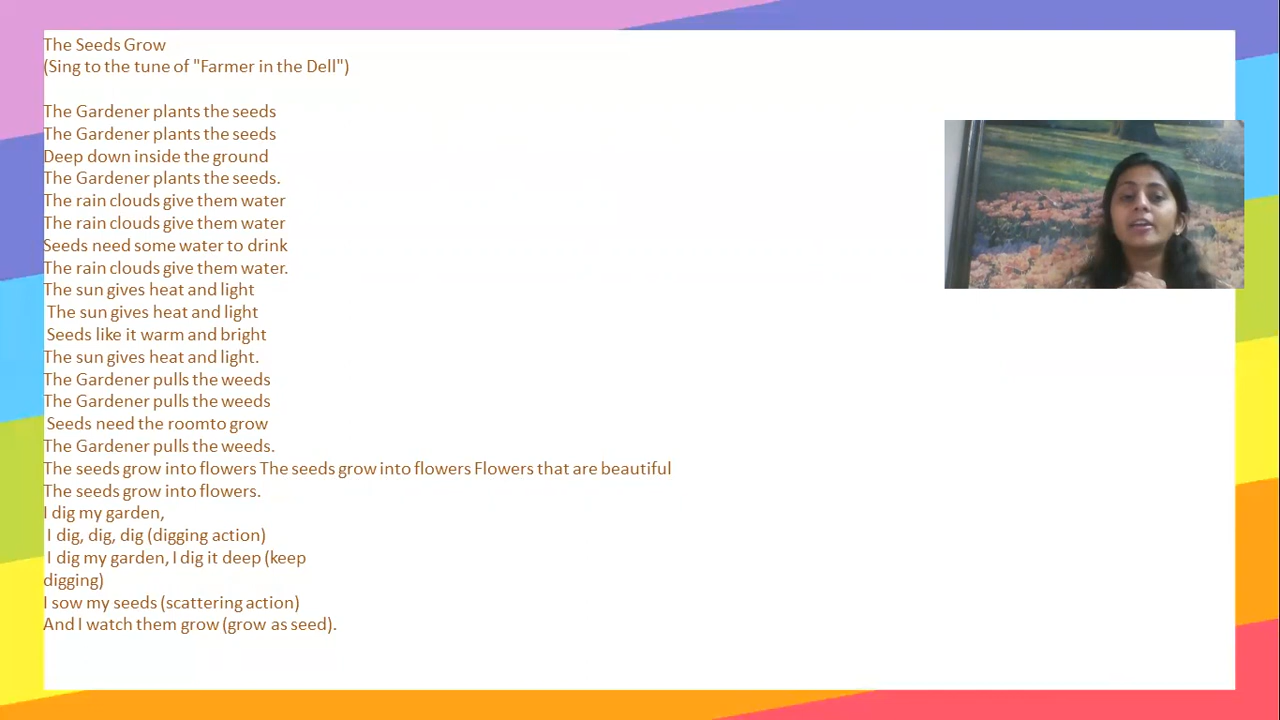 The Seeds Grow
(Sing to the tune of "Farmer in the Dell")
The Gardener plants the seeds
The Gardener plants the seeds
Deep down inside the ground
The Gardener plants the seeds.
The rain clouds give them water
The rain clouds give them water
Seeds need some water to drink
The rain clouds give them water.
The sun gives heat and light
The sun gives heat and light
Seeds like it warm and bright
The sun gives heat and light.
The Gardener pulls the weeds
The Gardener pulls the weeds
Seeds need the roomto grow
The Gardener pulls the weeds.
The seeds grow into flowers The seeds grow into flowers Flowers that are beautiful
The seeds grow into flowers.
I dig my garden,
I dig, dig, dig (digging action)
I dig my garden, I dig it deep (keep
digging)
I sow my seeds (scattering action)
And I watch them grow (grow as seed).